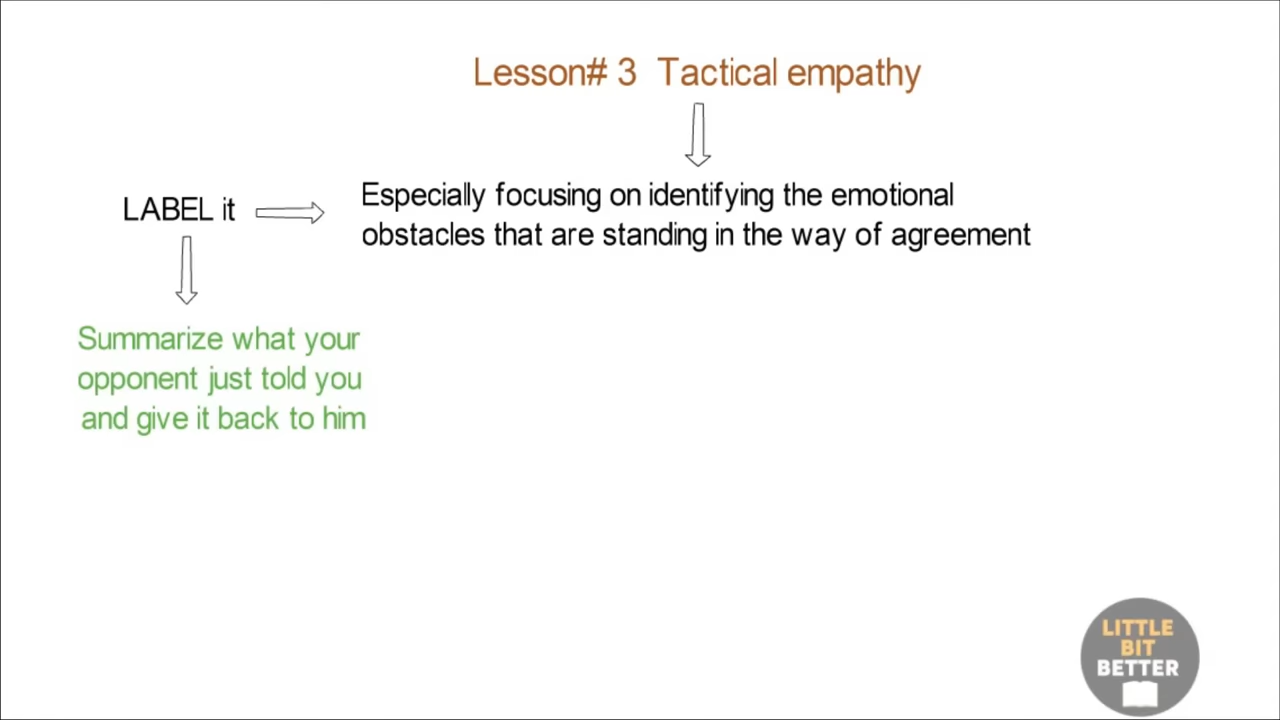 Lesson# 3 Tactical empathy
LABEL it
Especially focusing on identifying the emotional
obstacles that are standing in the way of agreement
Summarize what your
opponent just told you
and give it back to him
LITTLE
BIT
BETTER